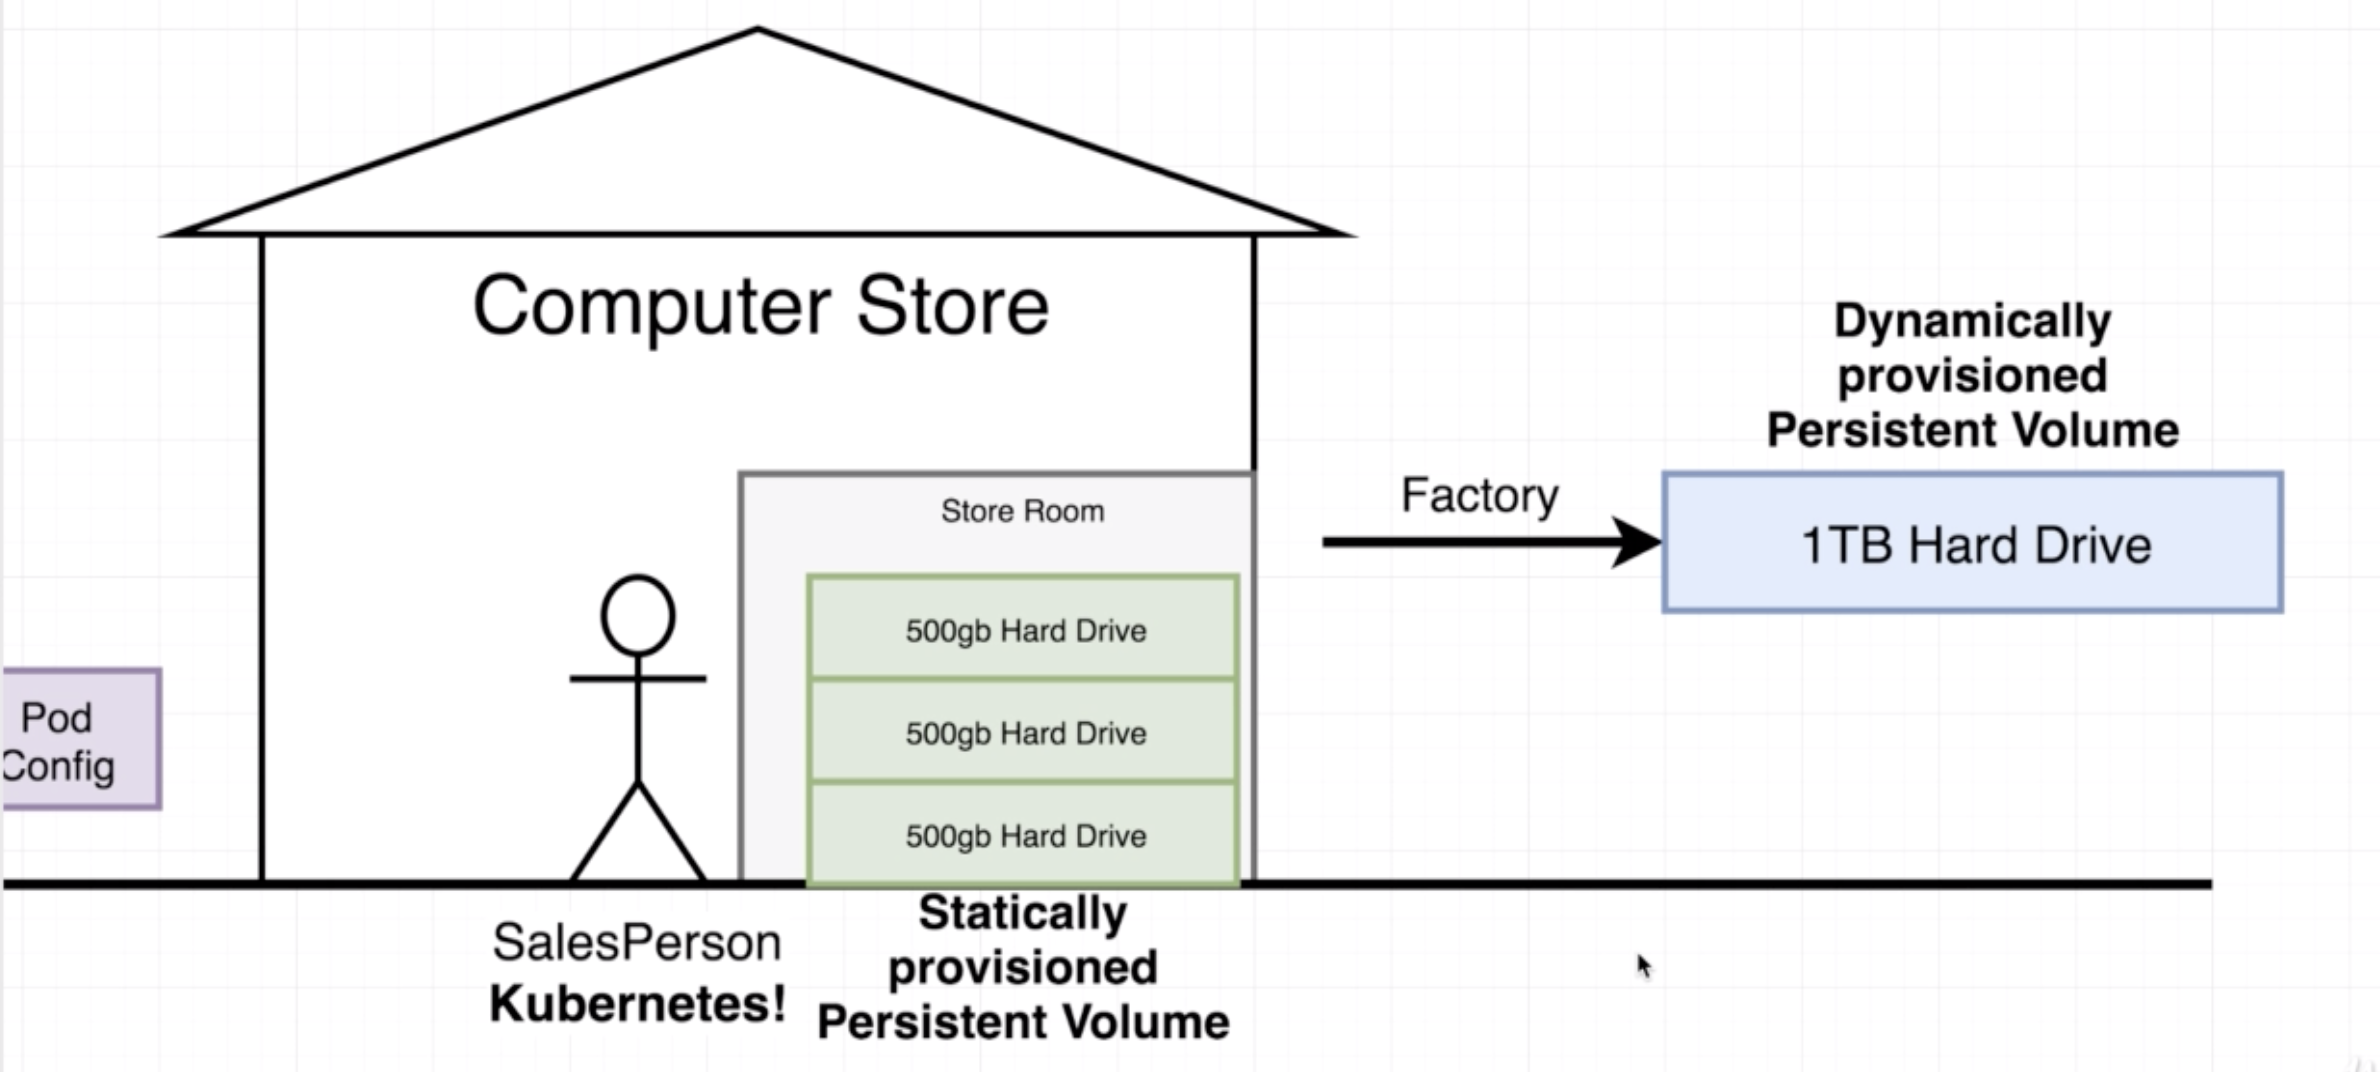 Computer Store
Dynamically
provisioned
Persistent Volume
Factory
1TB Hard Drive
Store Room
500gb Hard Drive
500gb Hard Drive
500gb Hard Drive
Pod
Config
SalesPerson
Kubernetes!
Statically
provisioned
Persistent Volume